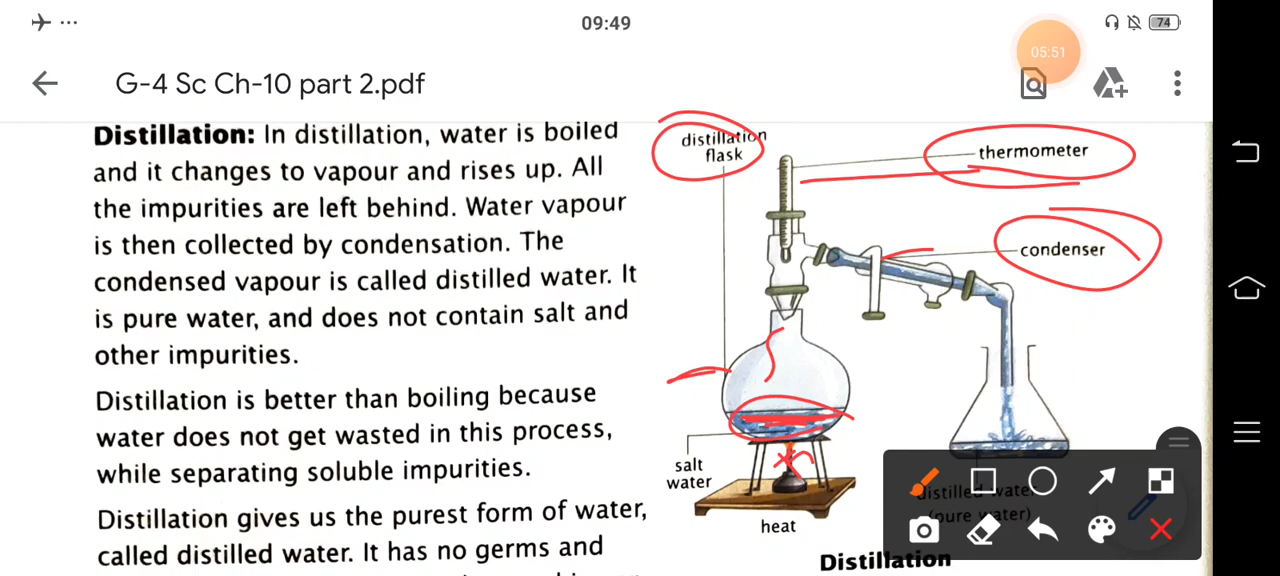 09:49
74
05:51
G-4 Sc Ch-10 part 2.pdf
Distillation: In distillation, water is boiled
and it changes to vapour and rises up. All
the impurities are left behind. Water vapour
is then collected by condensation. The
condensed vapour is called distilled water. It
is pure water, and does not contain salt and
other impurities.
Distillation is better than boiling because
water does not get wasted in this process,
while separating soluble impurities.
Distillation gives us the purest form of water,
called distilled water. It has no germs and
distillation
flask
thermometer
condenser
salt
water
heat
distilled water
(pure water)
Distillation